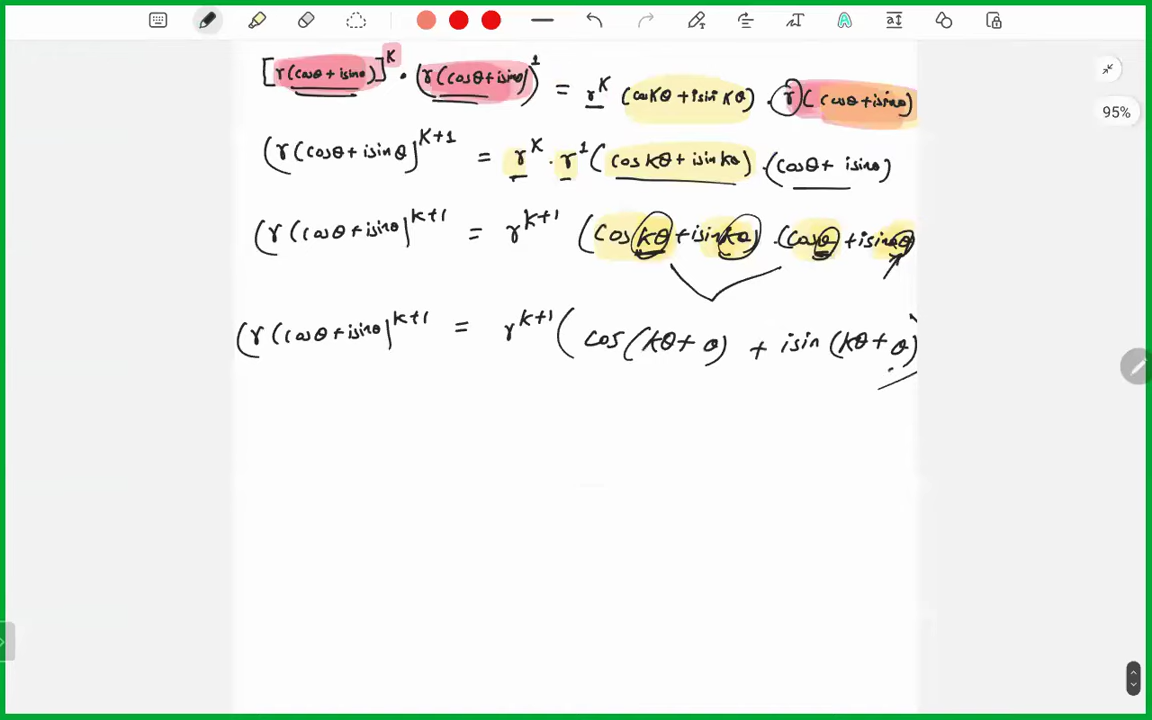 95%
[r(cosθ + isinθ)]^K · (r(cosθ + isinθ))^1 = r^K (cosKθ + isin Kθ) · r(cosθ + isinθ)
(r(cosθ + isinθ)^K+1 = r^K · r^1 (cos kθ + isin kθ) · (cosθ + isinθ)
(r(cosθ + isinθ)^k+1 = r^k+1 (cos kθ + isin kθ) · (cosθ + isinθ
(r(cosθ + isinθ)^k+1 = r^k+1 (cos(kθ + θ) + isin (kθ + θ)